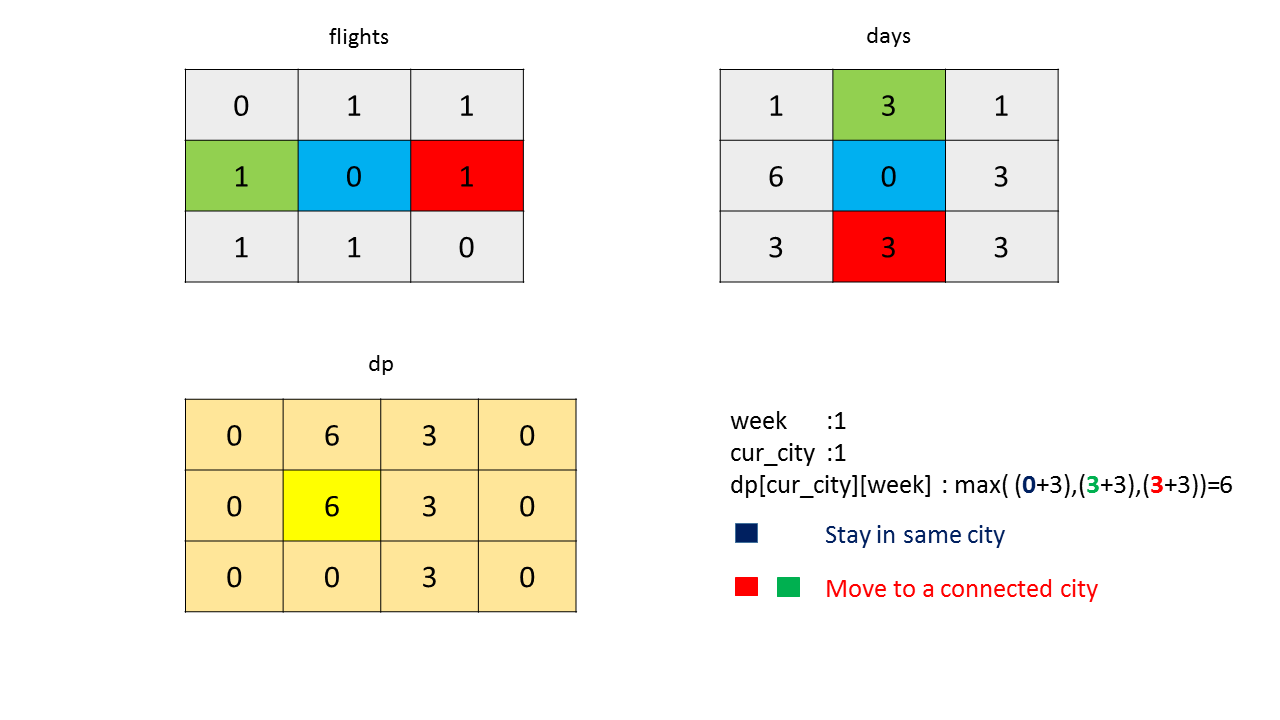 flights
0 1 1
1 0 1
1 1 0
days
1 3 1
6 0 3
3 3 3
dp
0 6 3 0
0 6 3 0
0 0 3 0
week :1
cur_city :1
dp[cur_city][week] : max( (0+3),(3+3),(3+3))=6
Stay in same city
Move to a connected city